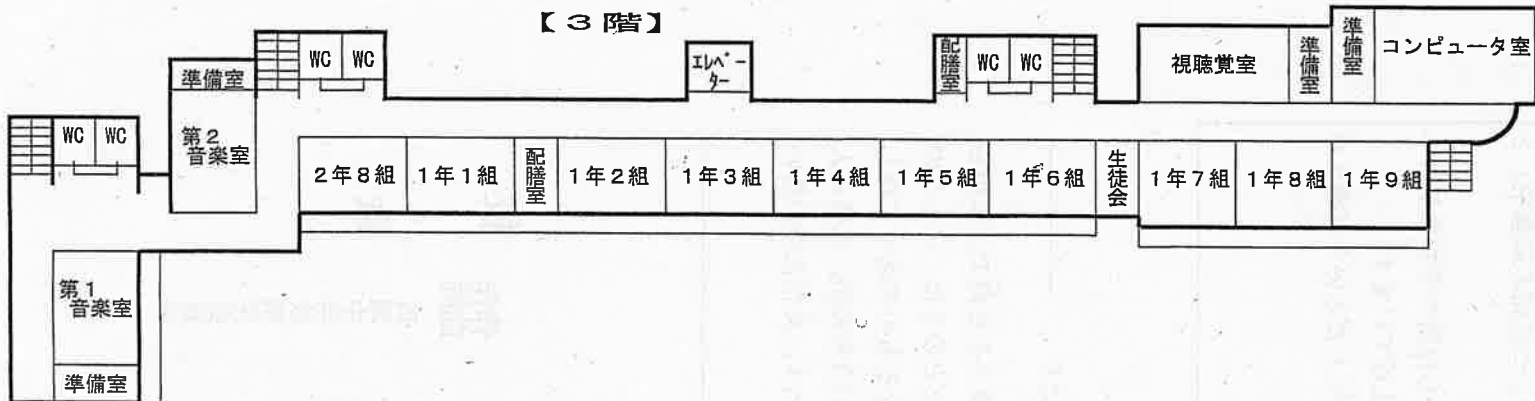 【３階】
準備室
WC
WC
エレベーター
配膳室
WC
WC
視聴覚室
準備室
準備室
コンピュータ室
WC
WC
第２
音楽室
2年8組
1年1組
配膳室
1年2組
1年3組
1年4組
1年5組
1年6組
生徒会
1年7組
1年8組
1年9組
第１
音楽室
準備室